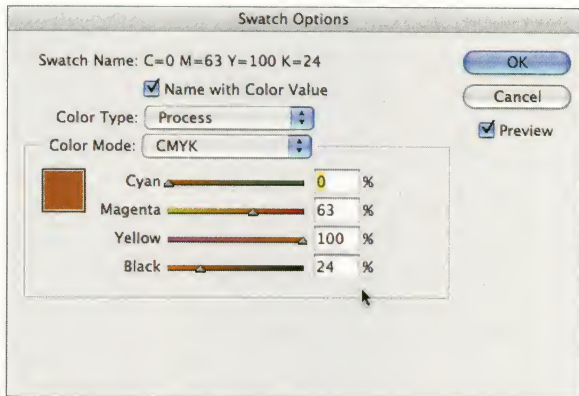 Swatch Options
Swatch Name: C=0 M=63 Y=100 K=24
Name with Color Value
Color Type: Process
Color Mode: CMYK
Cyan 0 %
Magenta 63 %
Yellow 100 %
Black 24 %
OK
Cancel
Preview